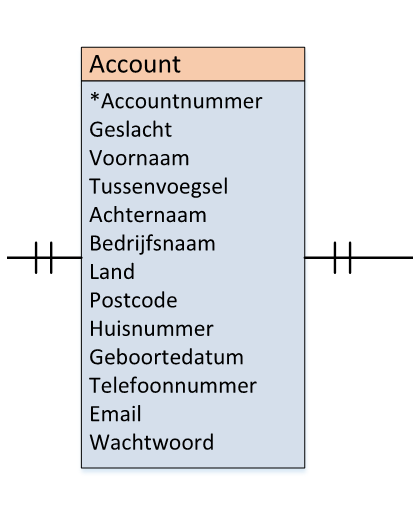 Account
*Accountnummer
Geslacht
Voornaam
Tussenvoegsel
Achternaam
Bedrijfsnaam
Land
Postcode
Huisnummer
Geboortedatum
Telefoonnummer
Email
Wachtwoord